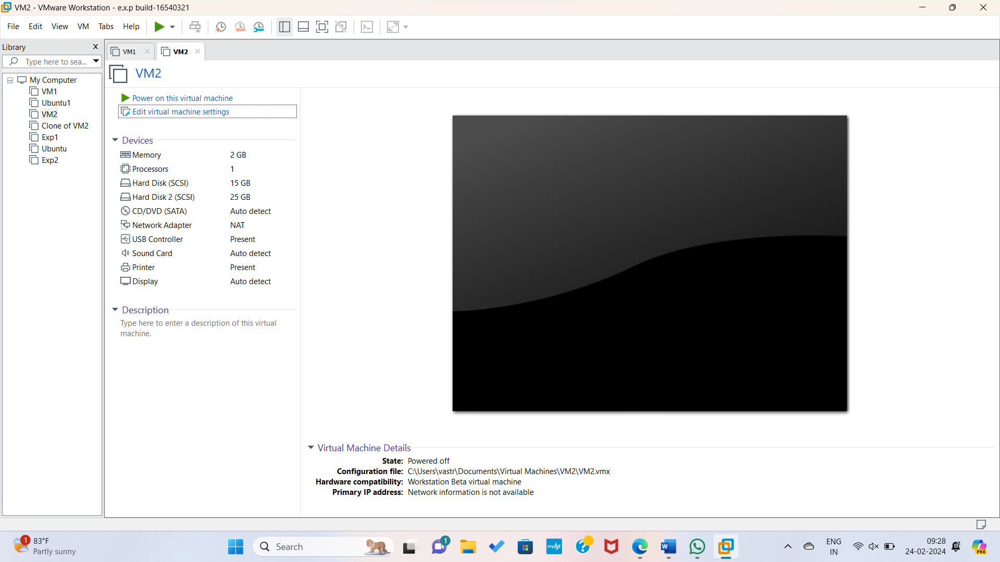 VM2 - VMware Workstation - e.x.p build-16540321
File Edit View VM Tabs Help
Library
Type here to sea...
My Computer
VM1
Ubuntu1
VM2
Clone of VM2
Exp1
Ubuntu
Exp2
VM1 VM2
VM2
Power on this virtual machine
Edit virtual machine settings
Devices
Memory 2 GB
Processors 1
Hard Disk (SCSI) 15 GB
Hard Disk 2 (SCSI) 25 GB
CD/DVD (SATA) Auto detect
Network Adapter NAT
USB Controller Present
Sound Card Auto detect
Printer Present
Display Auto detect
Description
Type here to enter a description of this virtual
machine.
Virtual Machine Details
State: Powered off
Configuration file: C:\Users\vastr\Documents\Virtual Machines\VM2\VM2.vmx
Hardware compatibility: Workstation Beta virtual machine
Primary IP address: Network information is not available
1
83°F
Partly sunny
Search
1
myhp
W
ENG
IN
09:28
24-02-2024
PRE